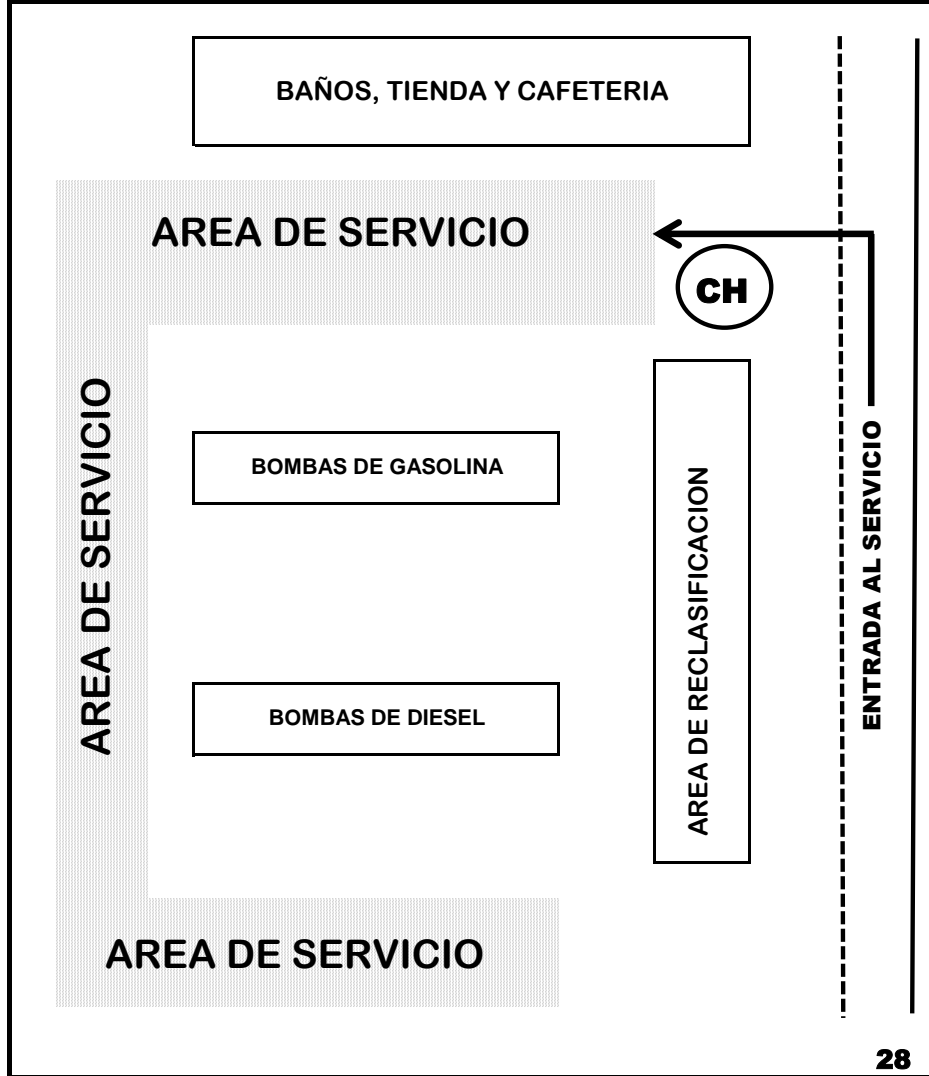 BAÑOS, TIENDA Y CAFETERIA
AREA DE SERVICIO
CH
AREA DE SERVICIO
BOMBAS DE GASOLINA
AREA DE RECLASIFICACION
ENTRADA AL SERVICIO
BOMBAS DE DIESEL
AREA DE SERVICIO
28